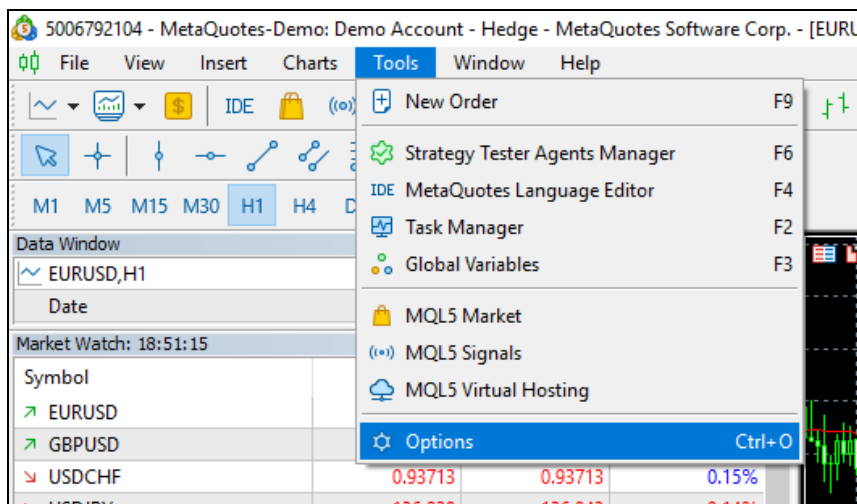 5006792104 - MetaQuotes-Demo: Demo Account - Hedge - MetaQuotes Software Corp. - [EURU
File View Insert Charts Tools Window Help
IDE
New Order F9
Strategy Tester Agents Manager F6
IDE MetaQuotes Language Editor F4
Task Manager F2
Global Variables F3
MQL5 Market
MQL5 Signals
MQL5 Virtual Hosting
Options Ctrl+O
M1 M5 M15 M30 H1 H4
Data Window
EURUSD,H1
Date
Market Watch: 18:51:15
Symbol
EURUSD
GBPUSD
USDCHF 0.93713 0.93713 0.15%